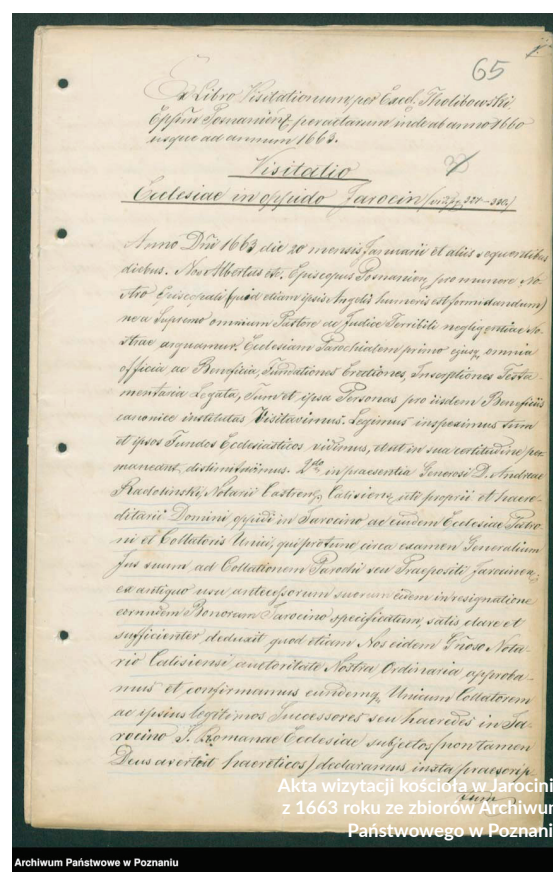 65
Ex Libro Visitationum per Excel. Tholibowski
Eppum Posnanien. peractarum inde ab anno 1660
usque ad annum 1663.
Visitatio
Ecclesiae in oppido Jarocin
Anno Dni 1663 die 20 mensis Januarii et aliis sequentibus
diebus. Nos Albertus etc. Episcopus Posnanien, pro munere No-
stro Episcopali (quod etiam ipsis Angelis humeris est formidandum)
ne a Supremo omnium Pastore ac Judice Terribili negligentiae No-
strae arguamur. Ecclesiam Parochialem primo ejusq. omnia
officia ac Beneficia, Fundationes Erectiones, Inscriptiones Testa-
mentaria Legata, Tum et ipsa Personas pro iisdem Beneficiis
canonice institutas Visitavimus. Legimus inspeximus tum
et ipsos Fundos Ecclesiasticos vidimus, et ut in sua certitudine per-
maneant, distinximus. 2do in praesentia Generosi D. Andreae
Radolinski, Notarii Castren. Calisien. uti proprii et haere-
ditarii Domini oppidi in Jarocino ac eiusdem Ecclesiae Patro-
ni et Collatoris Unici, qui protunc circa examen Generalium
Jus suum ad Collationem Parochi seu Praepositi Jarocinen.
ex antiquo usu antecessorum suorum eidem in resignatione
eorundem Bonorum Jarocino specificatum, satis clare et
sufficienter deduxit quod etiam Nos eidem Gnoso Nota-
rio Calisiensi auctoritate Nostra Ordinaria approba-
mus et confirmamus eundemq. Unicum Collatorem
ac ipsius legitimos Successores seu haeredes in Ja-
rocino S. Romanae Ecclesiae subjectos (non tamen
Deus avertat haereticos) declaramus iuxta praescrip-
tum
Akta wizytacji kościoła w Jarocini
z 1663 roku ze zbiorów Archiwum
Państwowego w Poznani
Archiwum Państwowe w Poznaniu